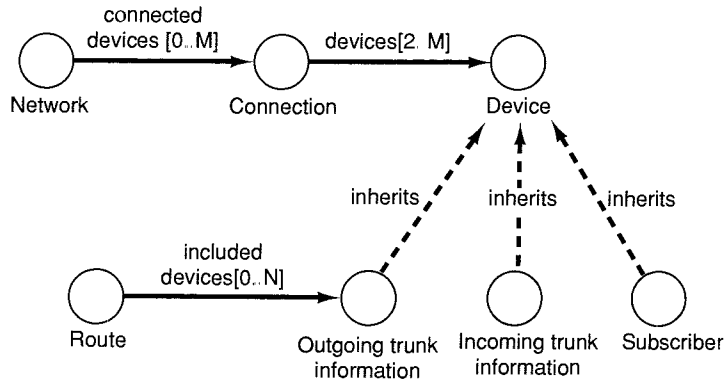 connected
devices [0..M]
devices[2..M]
Network
Connection
Device
inherits
inherits
inherits
included
devices[0..N]
Route
Outgoing trunk
information
Incoming trunk
information
Subscriber